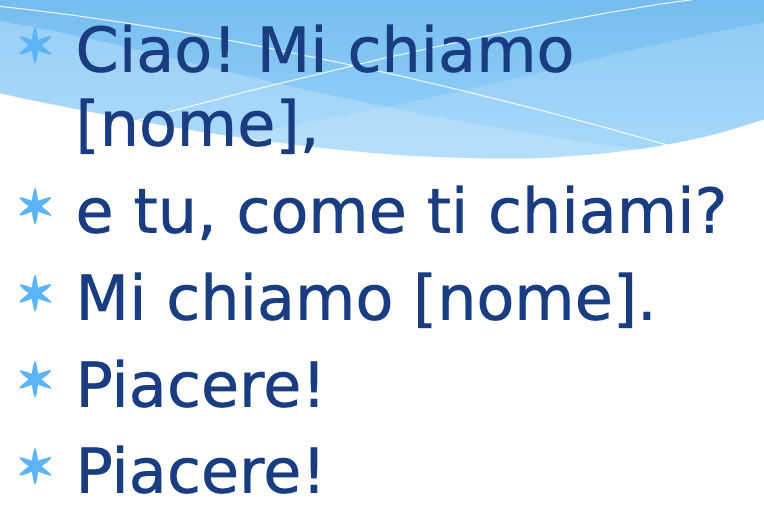 Ciao! Mi chiamo
[nome],
e tu, come ti chiami?
Mi chiamo [nome].
Piacere!
Piacere!